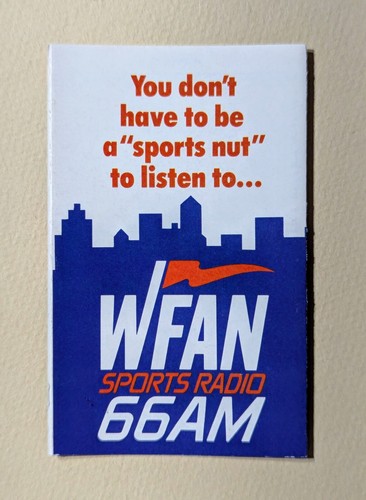 You don't
have to be
a "sports nut"
to listen to...
WFAN
SPORTS RADIO
66AM